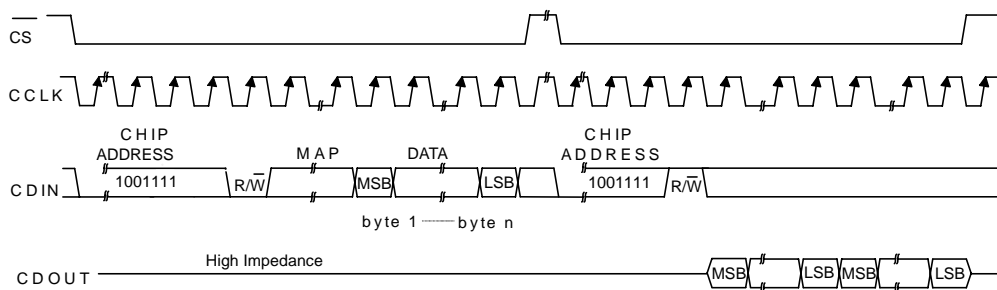 CS
CCLK
CHIP ADDRESS
MAP
DATA
CHIP ADDRESS
CDIN
1001111
R/W
MSB
LSB
1001111
R/W
byte 1
byte n
High Impedance
CDOUT
MSB
LSB
MSB
LSB